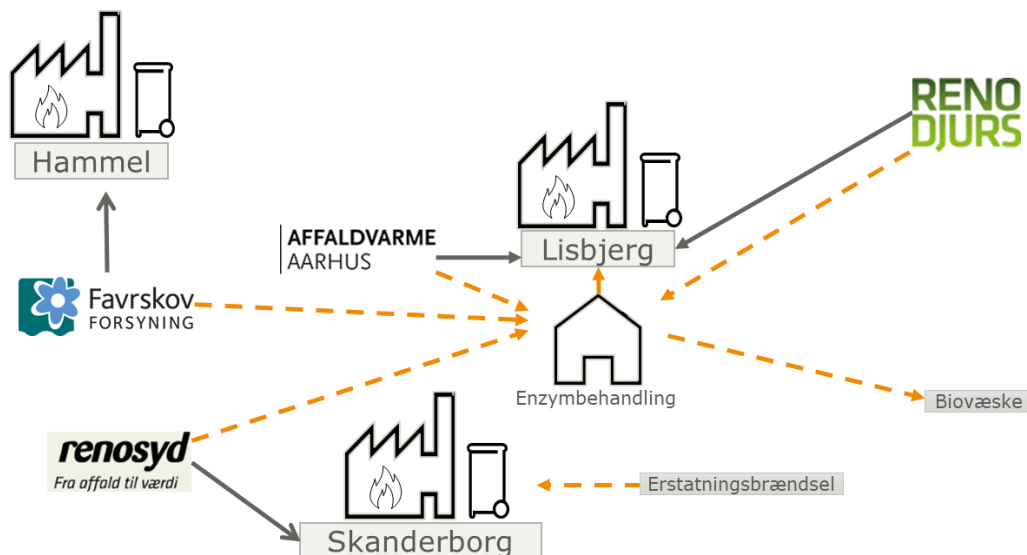 Hammel
RENO
DJURS
AFFALDVARME
AARHUS
Lisbjerg
Favrskov
FORSYNING
Enzymbehandling
Biovæske
renosyd
Fra affald til værdi
Erstatningsbrændsel
Skanderborg